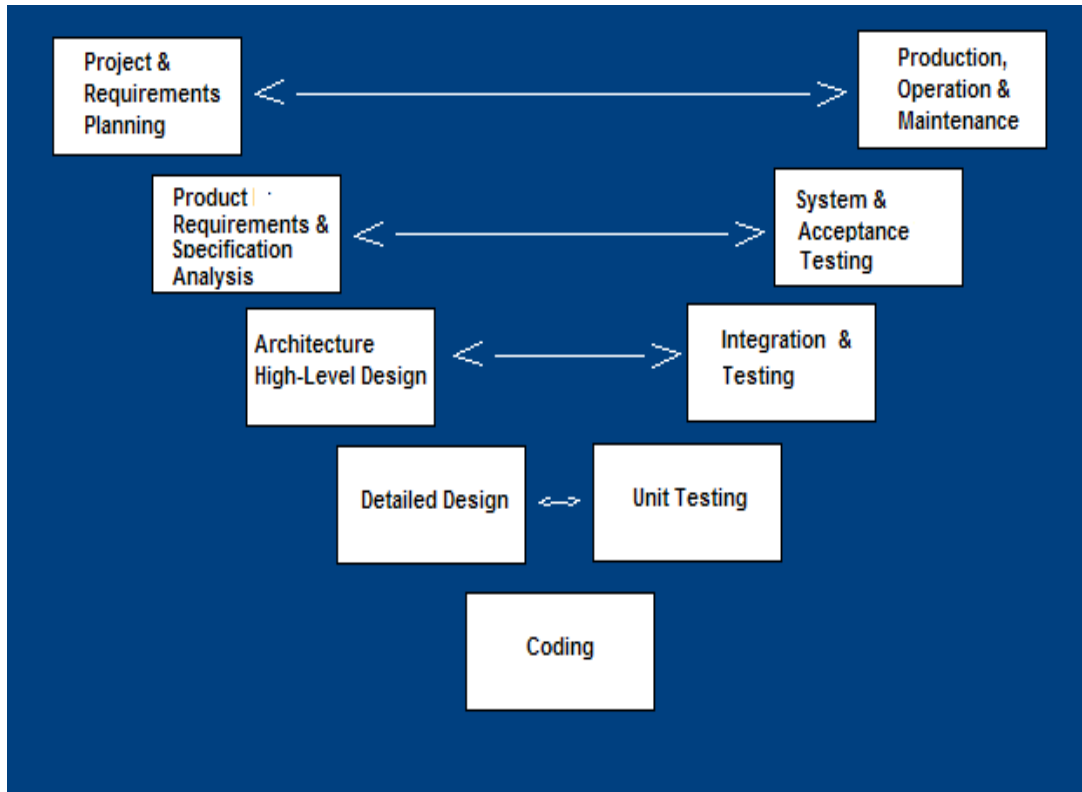 Project &
Requirements
Planning
Production,
Operation &
Maintenance
Product
Requirements &
Specification
Analysis
System &
Acceptance
Testing
Architecture
High-Level Design
Integration &
Testing
Detailed Design
Unit Testing
Coding